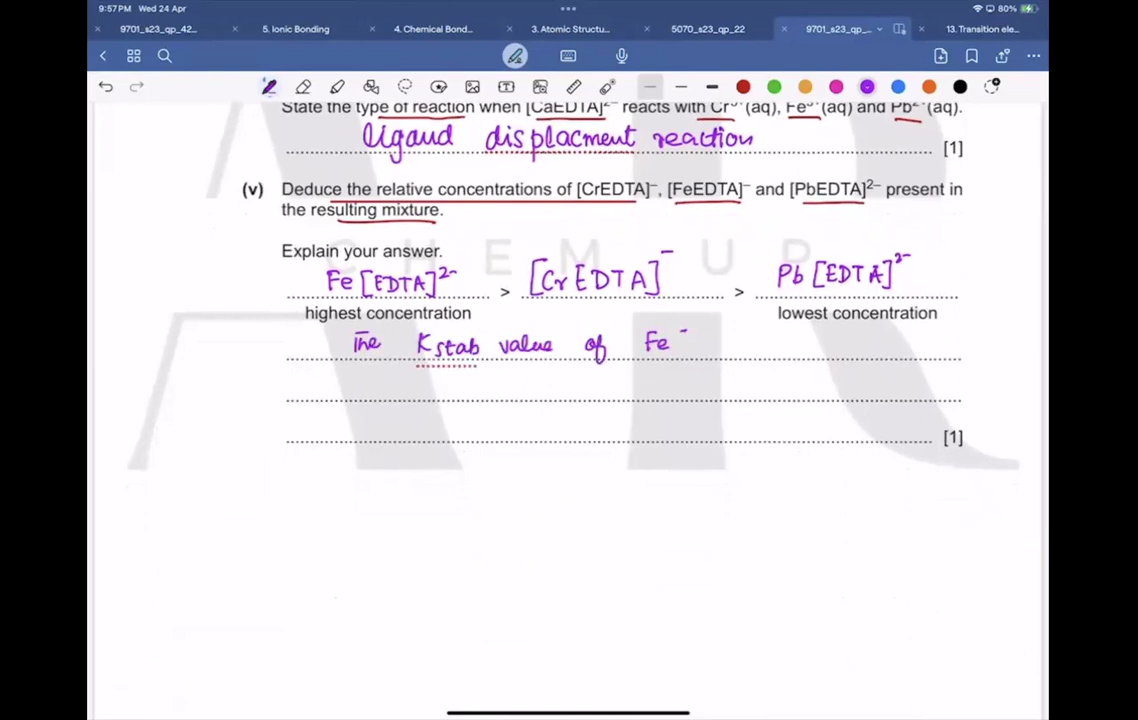 9:57 PM Wed 24 Apr
80%
9701_s23_qp_42...
5. Ionic Bonding
4. Chemical Bond...
3. Atomic Structu...
5070_s23_qp_22
9701_s23_qp_...
13. Transition ele...
State the type of reaction when [CaEDTA]²⁻ reacts with Cr³⁺(aq), Fe³⁺(aq) and Pb²⁺(aq).
ligand displacment reaction
[1]
(v) Deduce the relative concentrations of [CrEDTA]⁻, [FeEDTA]⁻ and [PbEDTA]²⁻ present in
the resulting mixture.
Explain your answer.
CHEM UP
Fe[EDTA]²⁻ > [CrEDTA]⁻ > Pb[EDTA]²⁻
highest concentration lowest concentration
The Kstab value of Fe⁻
[1]